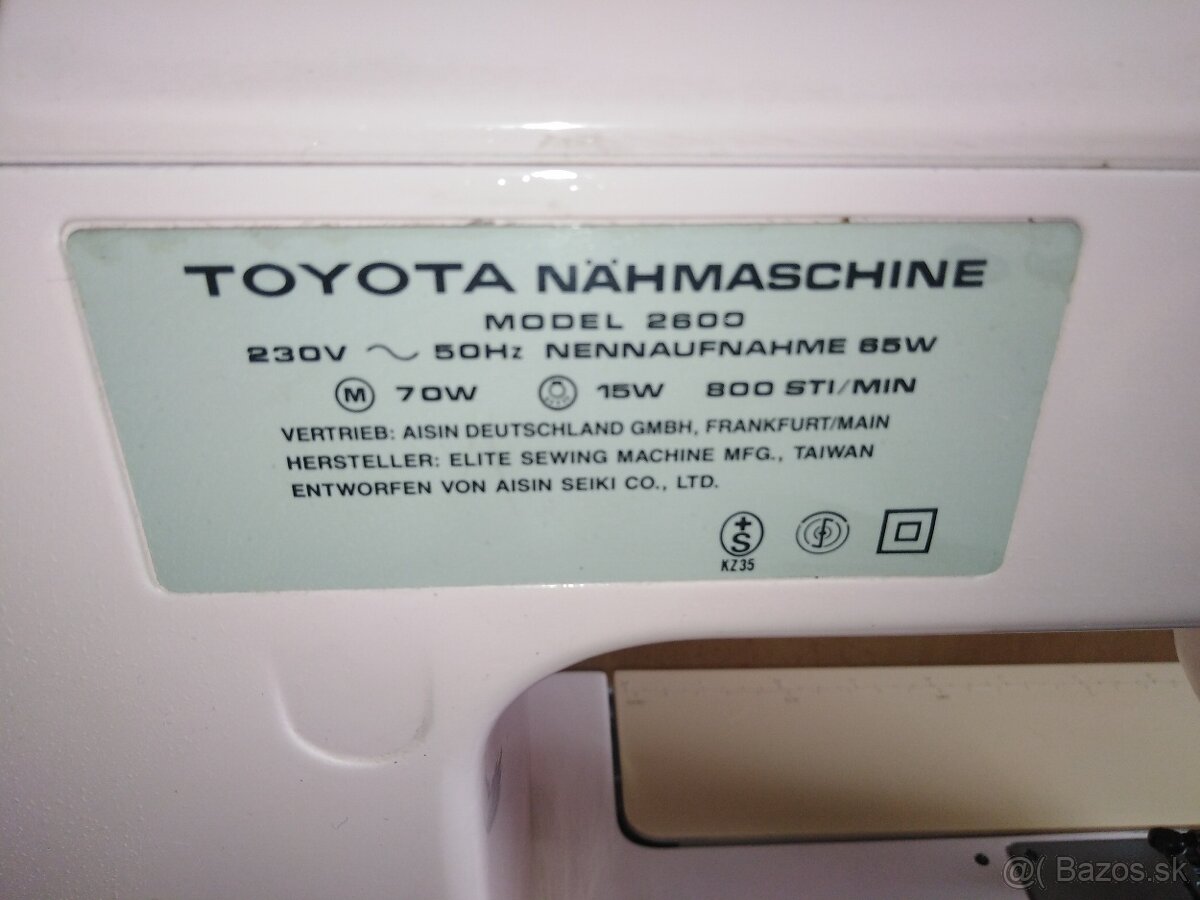 TOYOTA NÄHMASCHINE
MODEL 2600
230V ~ 50Hz NENNAUFNAHME 65W
M 70W 15W 800 STI/MIN
VERTRIEB: AISIN DEUTSCHLAND GMBH, FRANKFURT/MAIN
HERSTELLER: ELITE SEWING MACHINE MFG., TAIWAN
ENTWORFEN VON AISIN SEIKI CO., LTD.
+S
KZ35
@( Bazos.sk